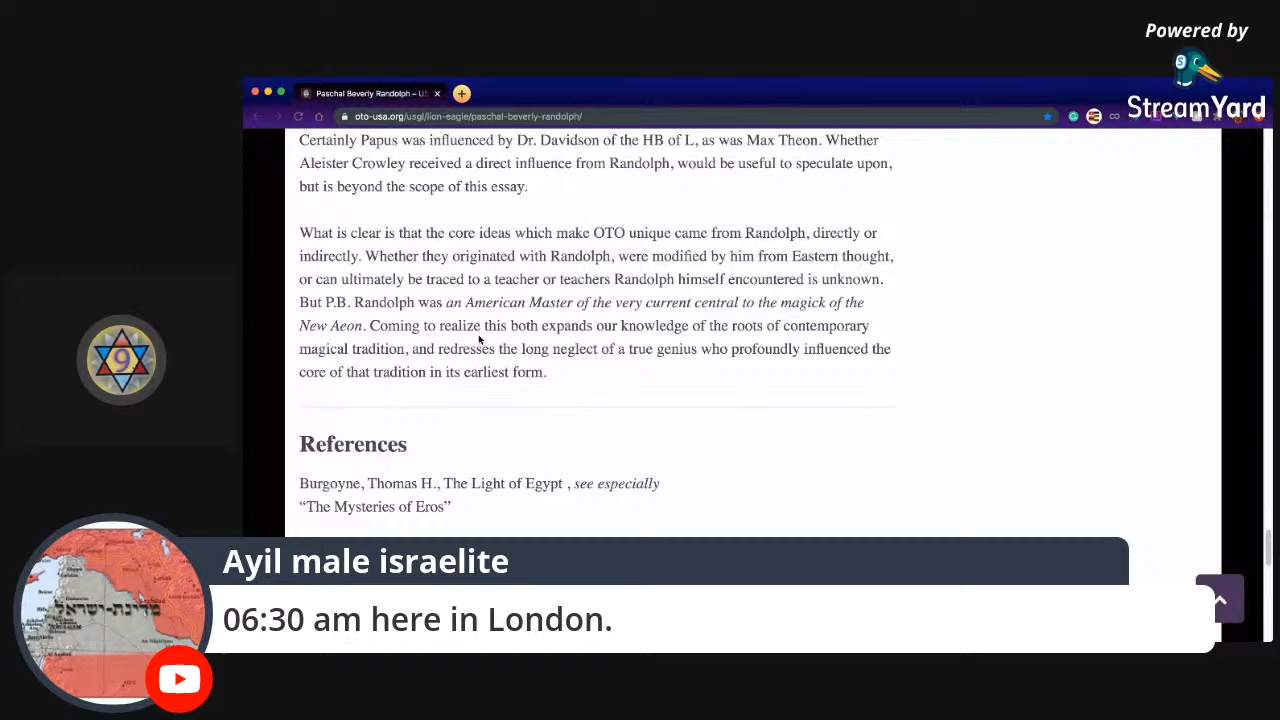 Powered by
StreamYard
Paschal Beverly Randolph – US
oto-usa.org/usgl/lion-eagle/paschal-beverly-randolph/
Certainly Papus was influenced by Dr. Davidson of the HB of L, as was Max Theon. Whether
Aleister Crowley received a direct influence from Randolph, would be useful to speculate upon,
but is beyond the scope of this essay.
What is clear is that the core ideas which make OTO unique came from Randolph, directly or
indirectly. Whether they originated with Randolph, were modified by him from Eastern thought,
or can ultimately be traced to a teacher or teachers Randolph himself encountered is unknown.
But P.B. Randolph was an American Master of the very current central to the magick of the
New Aeon. Coming to realize this both expands our knowledge of the roots of contemporary
magical tradition, and redresses the long neglect of a true genius who profoundly influenced the
core of that tradition in its earliest form.
9
References
Burgoyne, Thomas H., The Light of Egypt , see especially
“The Mysteries of Eros”
Ayil male israelite
06:30 am here in London.
מדינת-ישראל